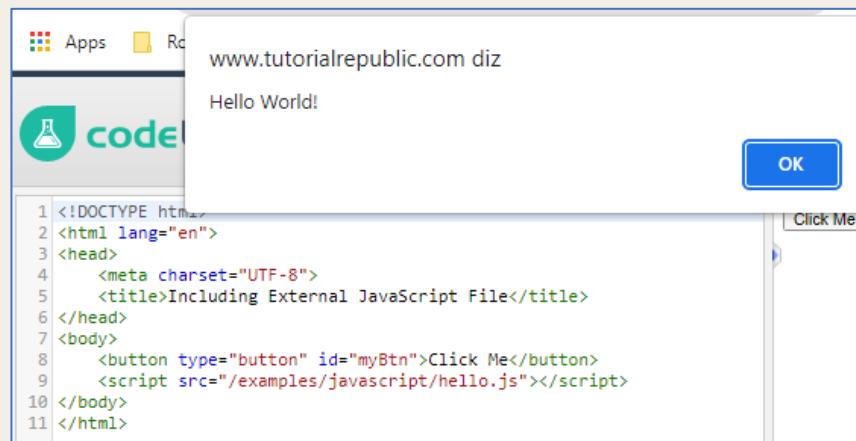 Apps Ro
www.tutorialrepublic.com diz
Hello World!
OK
code
Click Me
1 <!DOCTYPE html>
2 <html lang="en">
3 <head>
4     <meta charset="UTF-8">
5     <title>Including External JavaScript File</title>
6 </head>
7 <body>
8     <button type="button" id="myBtn">Click Me</button>
9     <script src="/examples/javascript/hello.js"></script>
10 </body>
11 </html>